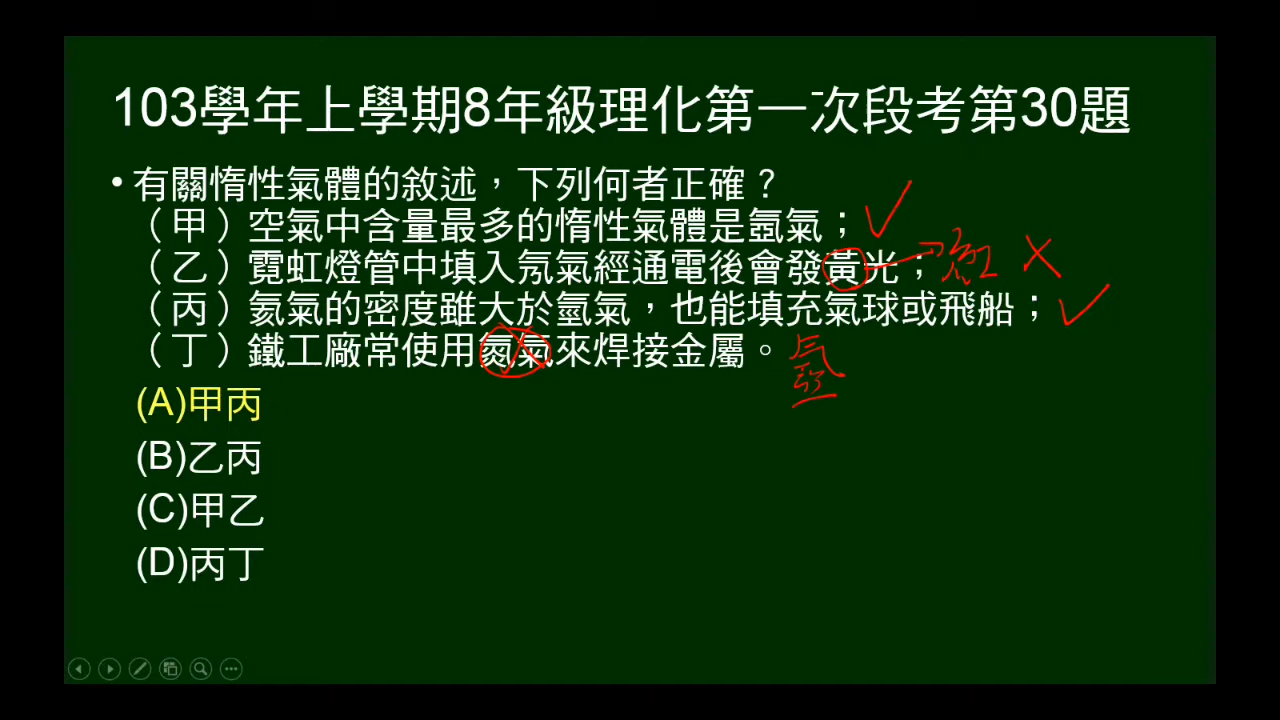 103學年上學期8年級理化第一次段考第30題
• 有關惰性氣體的敘述，下列何者正確？
（甲）空氣中含量最多的惰性氣體是氬氣；
（乙）霓虹燈管中填入氖氣經通電後會發黃光； 紅
（丙）氦氣的密度雖大於氫氣，也能填充氣球或飛船；
（丁）鐵工廠常使用氮氣來焊接金屬。
(A)甲丙
(B)乙丙
(C)甲乙
(D)丙丁